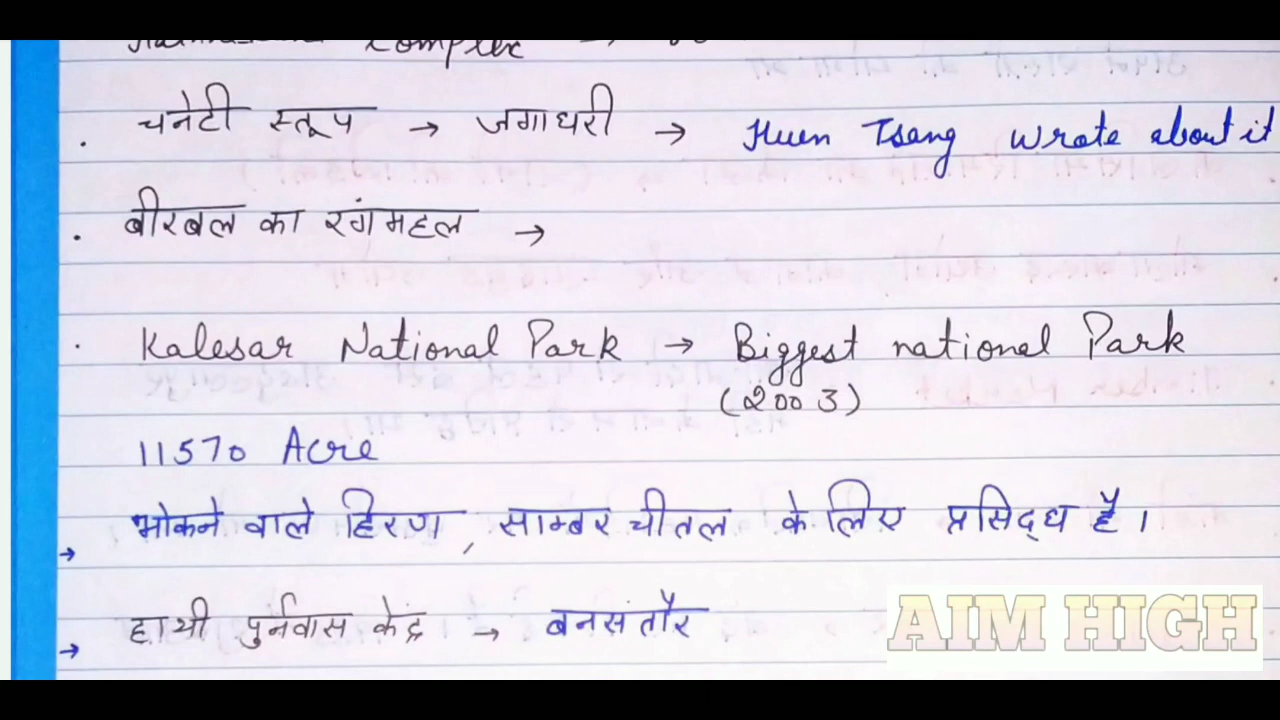 Complex →
. चनेटी स्तूप → जगाधरी → Huen Tsang wrote about it
. बीरबल का रंगमहल →
. Kalesar National Park → Biggest national Park
(2003)
11570 Acre
→ भोकने वाले हिरण, साम्बर चीतल के लिए प्रसिद्ध है।
→ हाथी पुर्नवास केंद्र → बनसंतौर
AIM HIGH